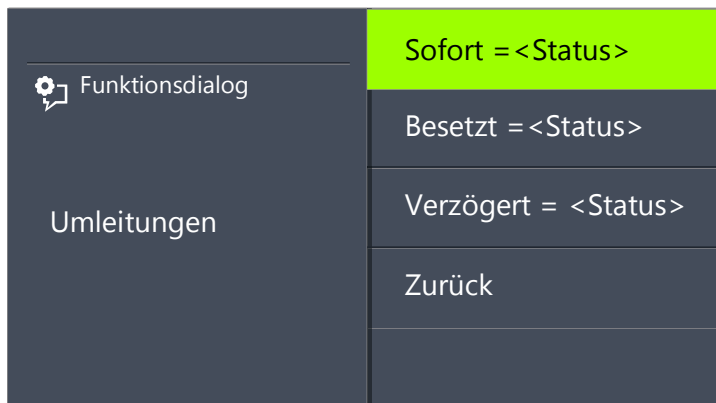 Funktionsdialog
Umleitungen
Sofort =<Status>
Besetzt =<Status>
Verzögert = <Status>
Zurück